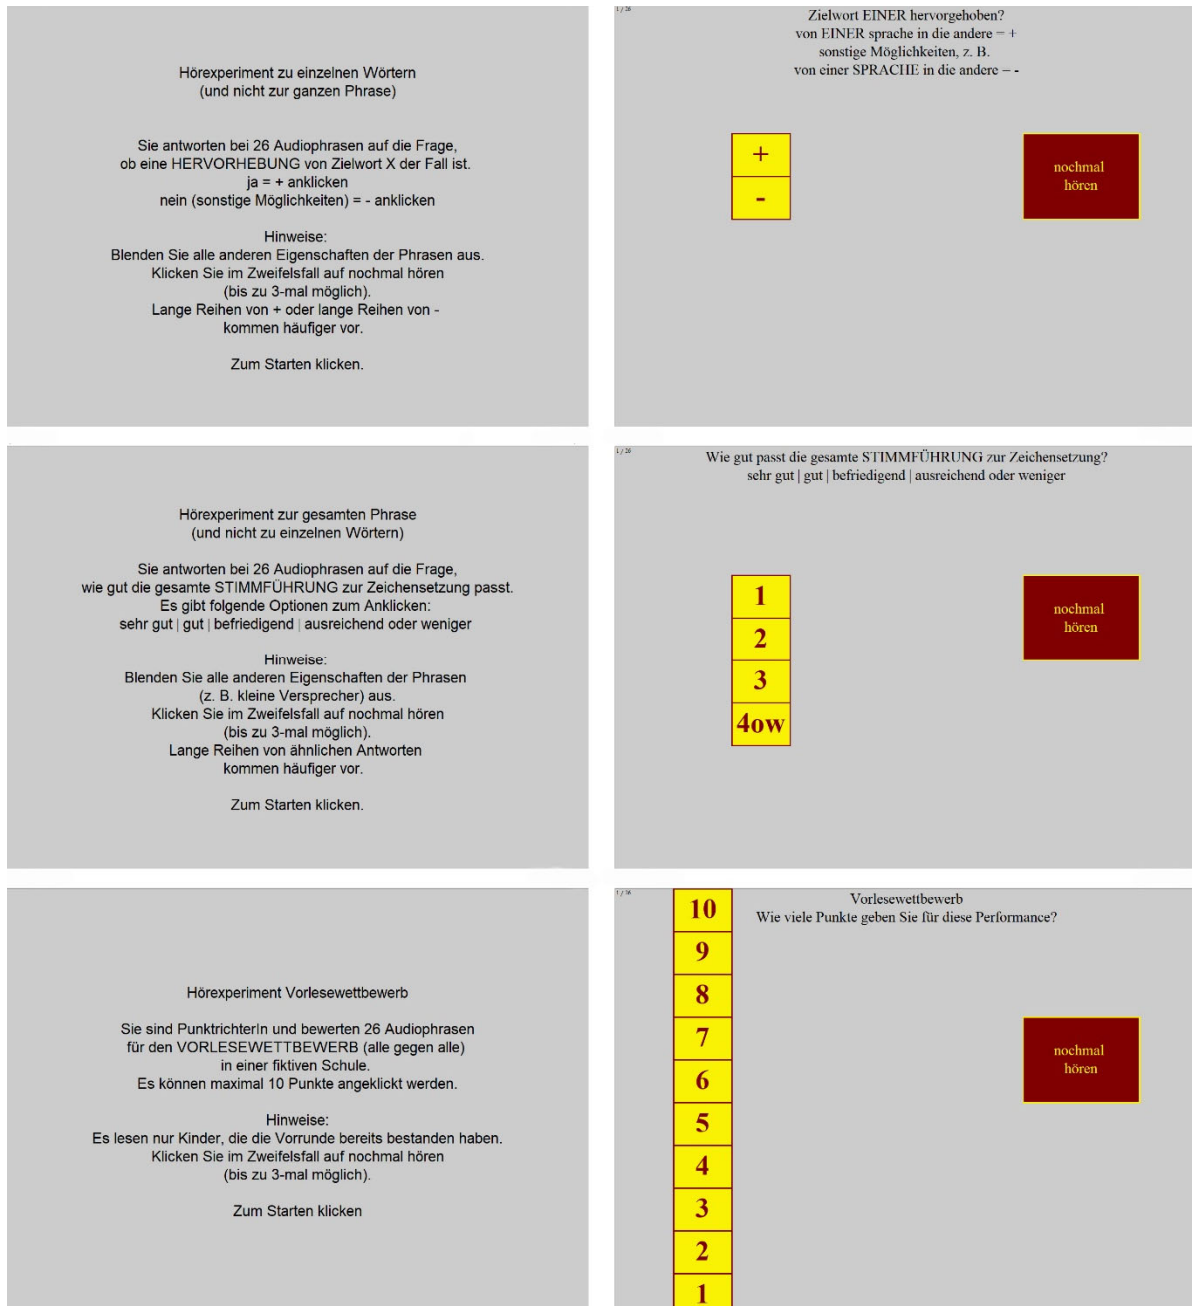 Hörexperiment zu einzelnen Wörtern
(und nicht zur ganzen Phrase)
Sie antworten bei 26 Audiophrasen auf die Frage,
ob eine HERVORHEBUNG von Zielwort X der Fall ist.
ja = + anklicken
nein (sonstige Möglichkeiten) = - anklicken
Hinweise:
Blenden Sie alle anderen Eigenschaften der Phrasen aus.
Klicken Sie im Zweifelsfall auf nochmal hören
(bis zu 3-mal möglich).
Lange Reihen von + oder lange Reihen von -
kommen häufiger vor.
Zum Starten klicken.
1 / 26
Zielwort EINER hervorgehoben?
von EINER sprache in die andere = +
sonstige Möglichkeiten, z. B.
von einer SPRACHE in die andere = -
+
-
nochmal
hören
Hörexperiment zur gesamten Phrase
(und nicht zu einzelnen Wörtern)
Sie antworten bei 26 Audiophrasen auf die Frage,
wie gut die gesamte STIMMFÜHRUNG zur Zeichensetzung passt.
Es gibt folgende Optionen zum Anklicken:
sehr gut | gut | befriedigend | ausreichend oder weniger
Hinweise:
Blenden Sie alle anderen Eigenschaften der Phrasen
(z. B. kleine Versprecher) aus.
Klicken Sie im Zweifelsfall auf nochmal hören
(bis zu 3-mal möglich).
Lange Reihen von ähnlichen Antworten
kommen häufiger vor.
Zum Starten klicken.
1 / 26
Wie gut passt die gesamte STIMMFÜHRUNG zur Zeichensetzung?
sehr gut | gut | befriedigend | ausreichend oder weniger
1
2
3
4ow
nochmal
hören
Hörexperiment Vorlesewettbewerb
Sie sind PunktrichterIn und bewerten 26 Audiophrasen
für den VORLESEWETTBEWERB (alle gegen alle)
in einer fiktiven Schule.
Es können maximal 10 Punkte angeklickt werden.
Hinweise:
Es lesen nur Kinder, die die Vorrunde bereits bestanden haben.
Klicken Sie im Zweifelsfall auf nochmal hören
(bis zu 3-mal möglich).
Zum Starten klicken
1 / 26
Vorlesewettbewerb
Wie viele Punkte geben Sie für diese Performance?
10
9
8
7
6
5
4
3
2
1
nochmal
hören